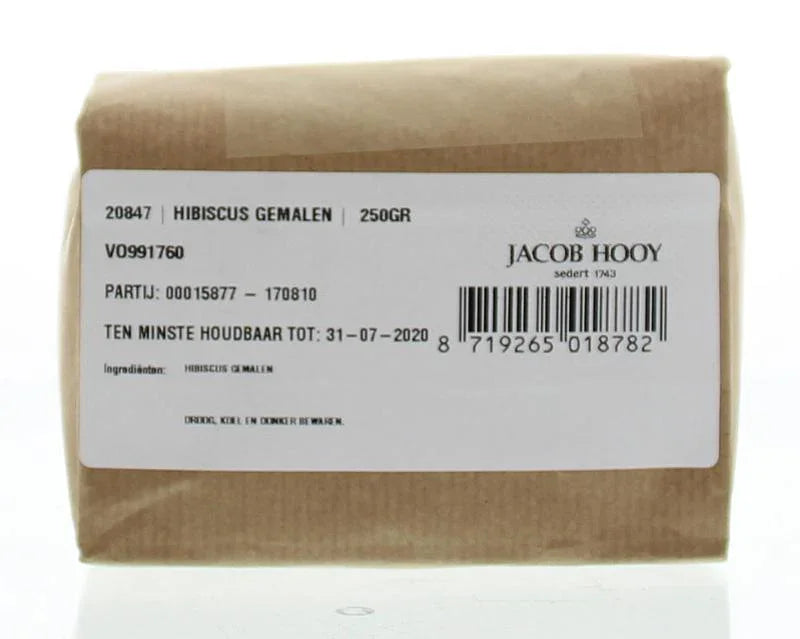 20847 | HIBISCUS GEMALEN | 250GR
VO991760
PARTIJ: 00015877 - 170810
TEN MINSTE HOUDBAAR TOT: 31-07-2020
Ingrediënten: HIBISCUS GEMALEN
DROOG, KOEL EN DONKER BEWAREN.
JACOB HOOY
sedert 1743
8 719265 018782